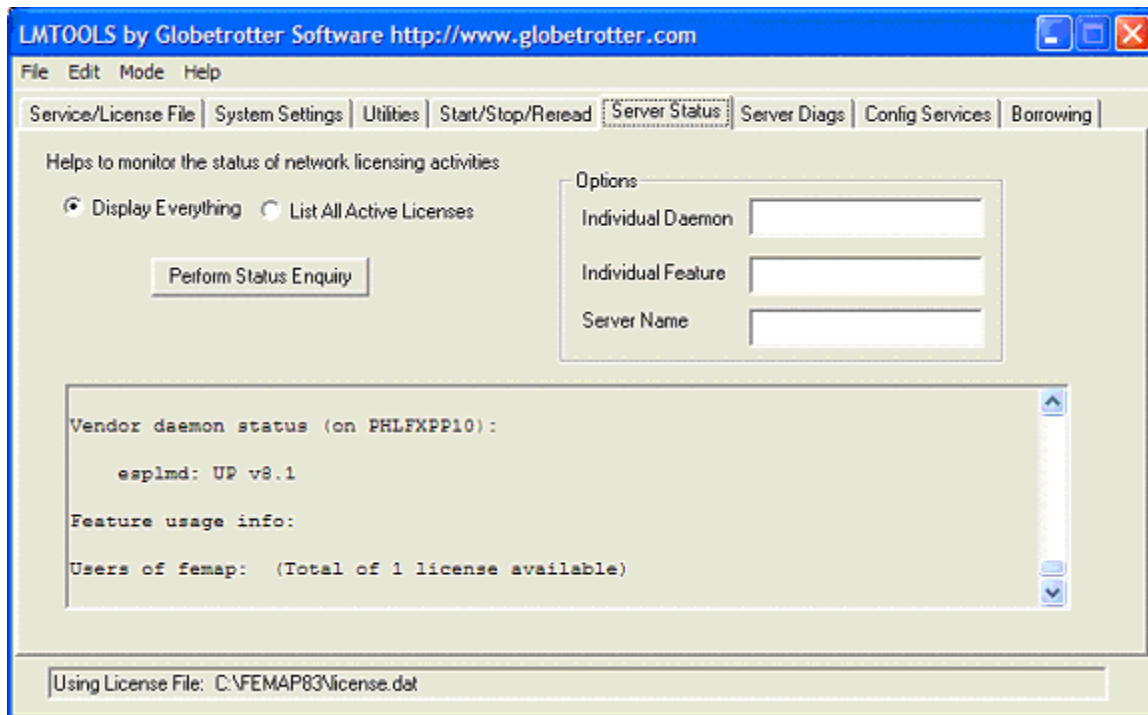 LMTOOLS by Globetrotter Software http://www.globetrotter.com
File Edit Mode Help
Service/License File System Settings Utilities Start/Stop/Reread Server Status Server Diags Config Services Borrowing
Helps to monitor the status of network licensing activities
Display Everything List All Active Licenses
Perform Status Enquiry
Options
Individual Daemon
Individual Feature
Server Name
Vendor daemon status (on PHLFXPP10):
esplmd: UP v8.1
Feature usage info:
Users of femap: (Total of 1 license available)
Using License File: C:\FEMAP83\license.dat